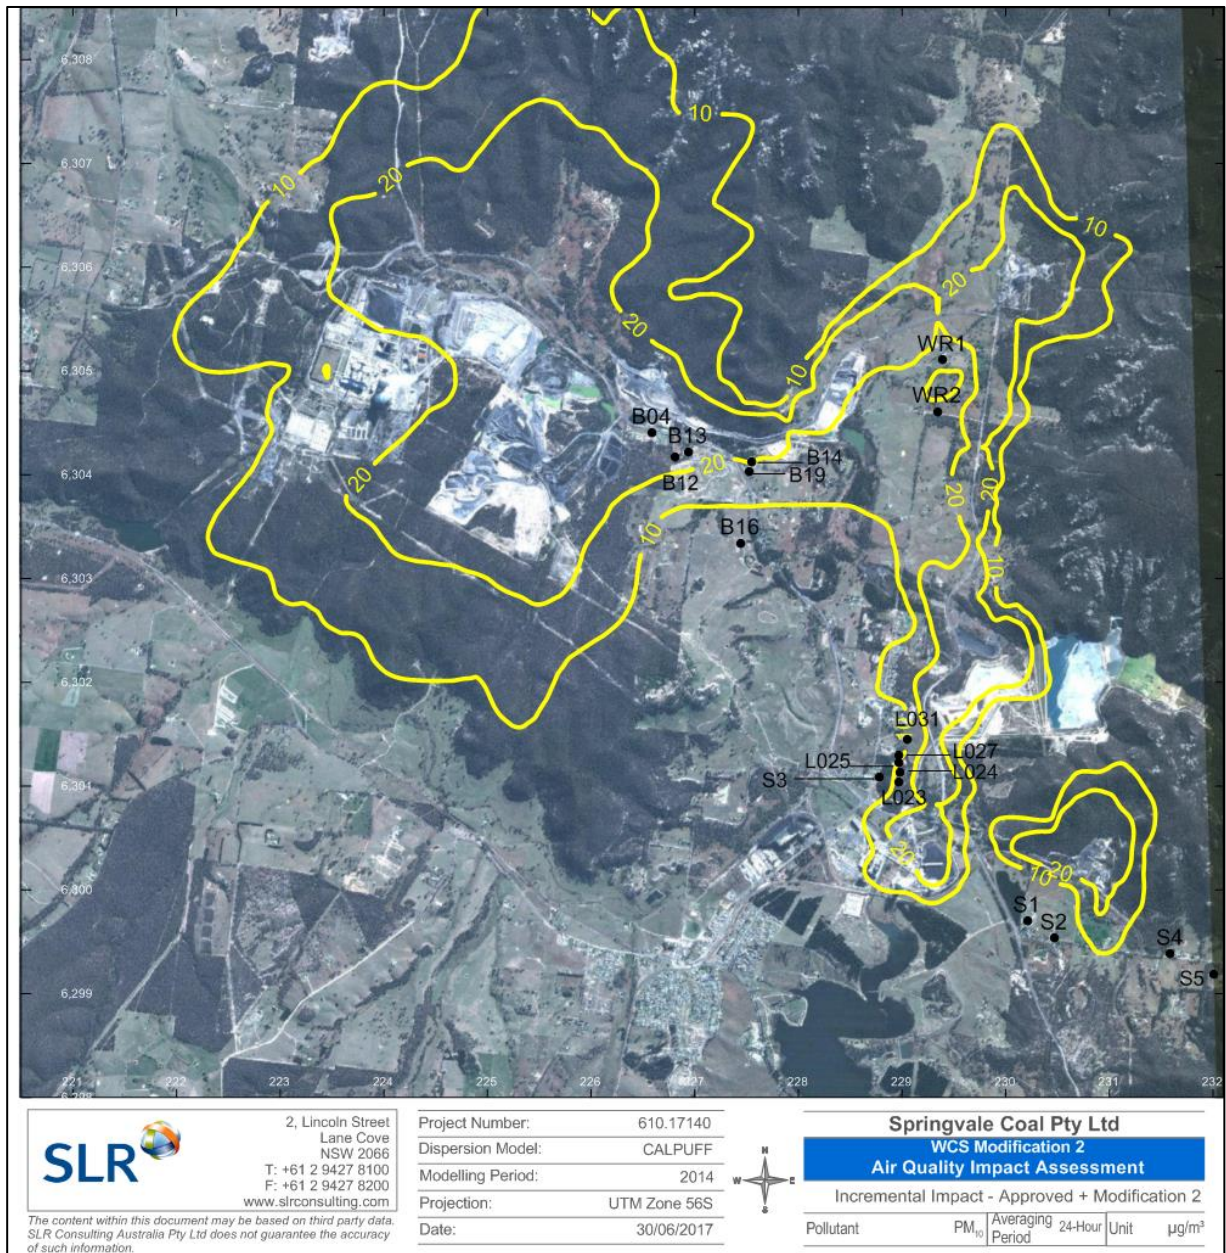 6,308
10
10
6,307
10
20
10
6,306
20
20
WR1
6,305
10
WR2
B04
B13
B14
6,304
20
20
B19
B12
20
20
B16
10
10
6,303
6,302
L031
L027
L025
L024
S3
6,301
L023
20
6,300
10
20
S1
S2
S4
S5
6,299
221
222
223
224
225
226
227
228
229
230
231
232
6,298
SLR
2, Lincoln Street
Lane Cove
NSW 2066
T: +61 2 9427 8100
F: +61 2 9427 8200
www.slrconsulting.com
The content within this document may be based on third party data.
SLR Consulting Australia Pty Ltd does not guarantee the accuracy
of such information.
Project Number: 610.17140
Dispersion Model: CALPUFF
Modelling Period: 2014
Projection: UTM Zone 56S
Date: 30/06/2017
N
W E
S
Springvale Coal Pty Ltd
WCS Modification 2
Air Quality Impact Assessment
Incremental Impact - Approved + Modification 2
Pollutant PM₁₀ Averaging Period 24-Hour Unit µg/m³